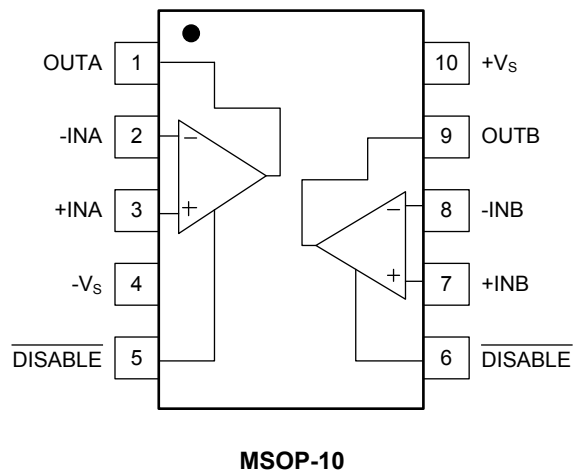 OUTA 1
-INA 2
+INA 3
-Vs 4
DISABLE 5
10 +Vs
9 OUTB
8 -INB
7 +INB
6 DISABLE
−
+
−
+
MSOP-10